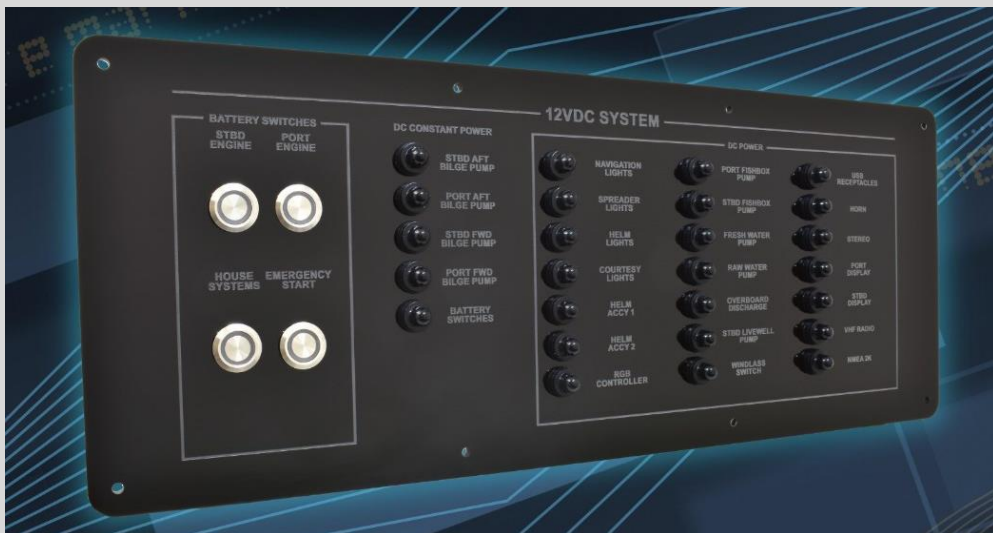 12VDC SYSTEM
BATTERY SWITCHES
STBD
ENGINE
PORT
ENGINE
HOUSE
SYSTEMS
EMERGENCY
START
DC CONSTANT POWER
STBD AFT
BILGE PUMP
PORT AFT
BILGE PUMP
STBD FWD
BILGE PUMP
PORT FWD
BILGE PUMP
BATTERY
SWITCHES
DC POWER
NAVIGATION
LIGHTS
SPREADER
LIGHTS
HELM
LIGHTS
COURTESY
LIGHTS
HELM
ACCY 1
HELM
ACCY 2
RGB
CONTROLLER
PORT FISHBOX
PUMP
STBD FISHBOX
PUMP
FRESH WATER
PUMP
RAW WATER
PUMP
OVERBOARD
DISCHARGE
STBD LIVEWELL
PUMP
WINDLASS
SWITCH
USB
RECEPTACLES
HORN
STEREO
PORT
DISPLAY
STBD
DISPLAY
VHF RADIO
NMEA 2K